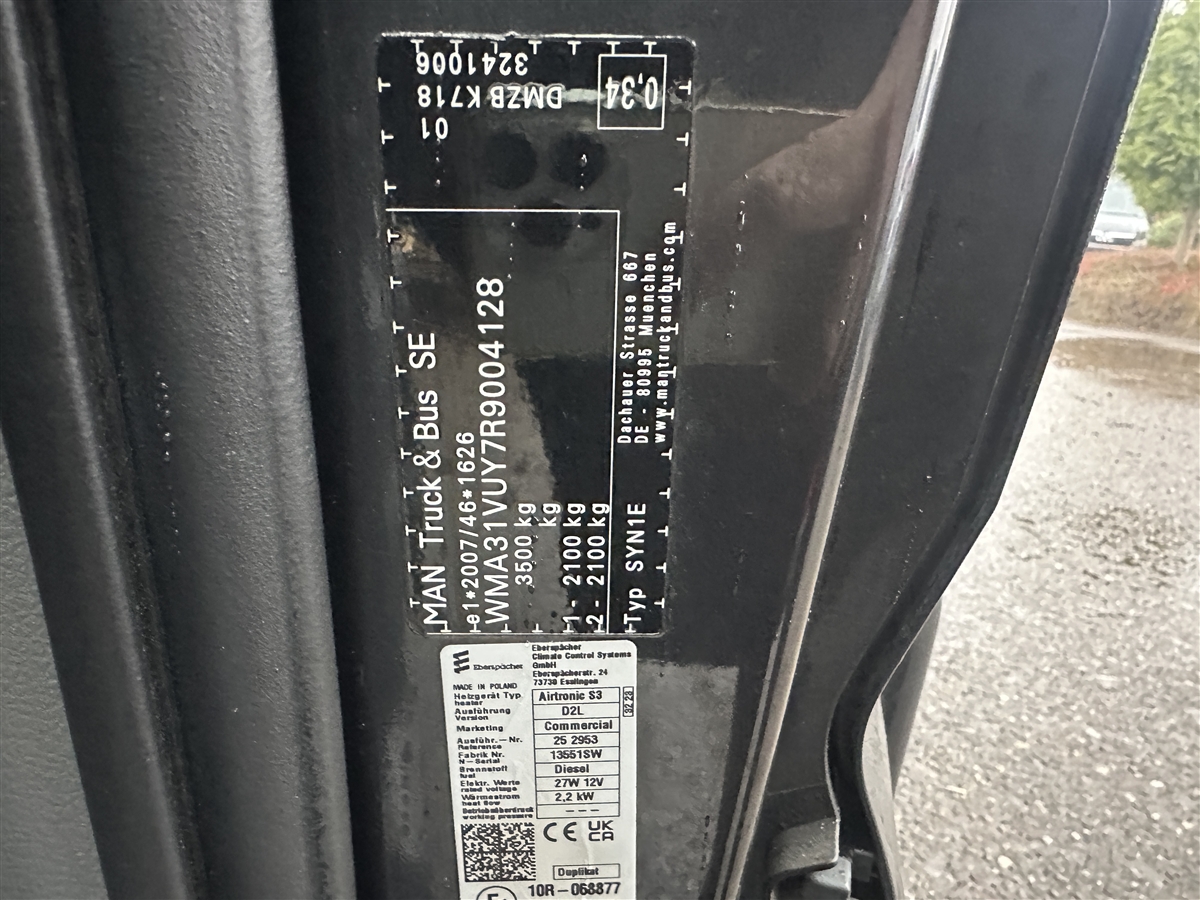 MAN Truck & Bus SE
e1*2007/46*1626
WMA31VUY7R9004128
3500 kg
kg
1- 2100 kg
2- 2100 kg
Typ SYN1E
Dachauer Strasse 667
DE - 80995 Muenchen
www.mantruckandbus.com
01
DMZB K718
3241006
0,34
Eberspächer
Eberspächer
Climate Control Systems
GmbH
Eberspächerstr. 24
73730 Esslingen
MADE IN POLAND
Heizgerät Typ
heater
Airtronic S3
32 23
Ausführung
Version
D2L
Marketing
Commercial
Ausführ.-Nr.
Reference
25 2953
Fabrik Nr.
N-Serial
13551SW
Brennstoff
fuel
Diesel
Elektr. Werte
rated voltage
27W 12V
Wärmestrom
heat flow
2,2 kW
Betriebsüberdruck
working pressure
---
CE UK CA
Duplikat
10R-068877